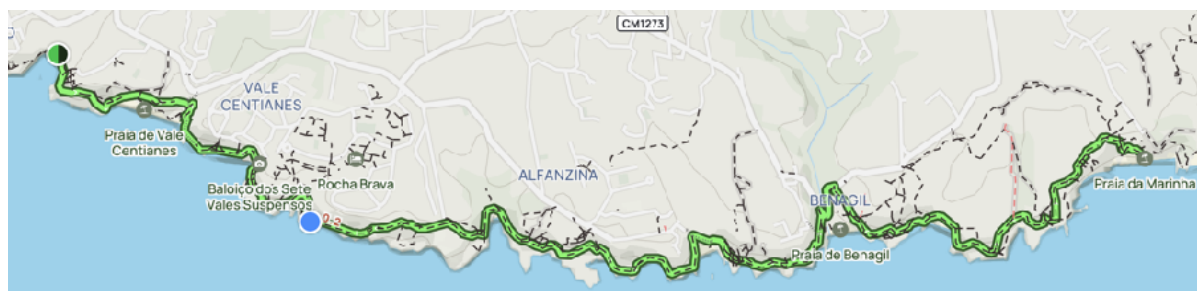 CM1273
VALE
CENTIANES
Praia de Vale
Centianes
Baloiço dos Sete
Vales Suspensos
Rocha Brava
ALFANZINA
BENAGIL
Praia de Benagil
Praia da Marinha